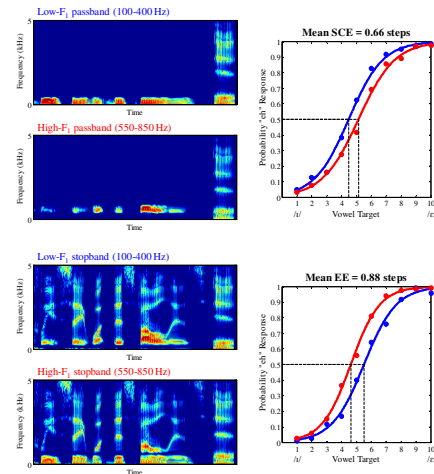 Low-F₁ passband (100-400 Hz)
5
Frequency (kHz)
0
Time
High-F₁ passband (550-850 Hz)
5
Frequency (kHz)
0
Time
Mean SCE = 0.66 steps
Probability "eh" Response
1
0.9
0.8
0.7
0.6
0.5
0.4
0.3
0.2
0.1
0
1 2 3 4 5 6 7 8 9 10
/ɪ/ Vowel Target /ɛ/
Low-F₁ stopband (100-400 Hz)
5
Frequency (kHz)
0
Time
High-F₁ stopband (550-850 Hz)
5
Frequency (kHz)
0
Time
Mean EE = 0.88 steps
Probability "eh" Response
1
0.9
0.8
0.7
0.6
0.5
0.4
0.3
0.2
0.1
0
1 2 3 4 5 6 7 8 9 10
/ɪ/ Vowel Target /ɛ/